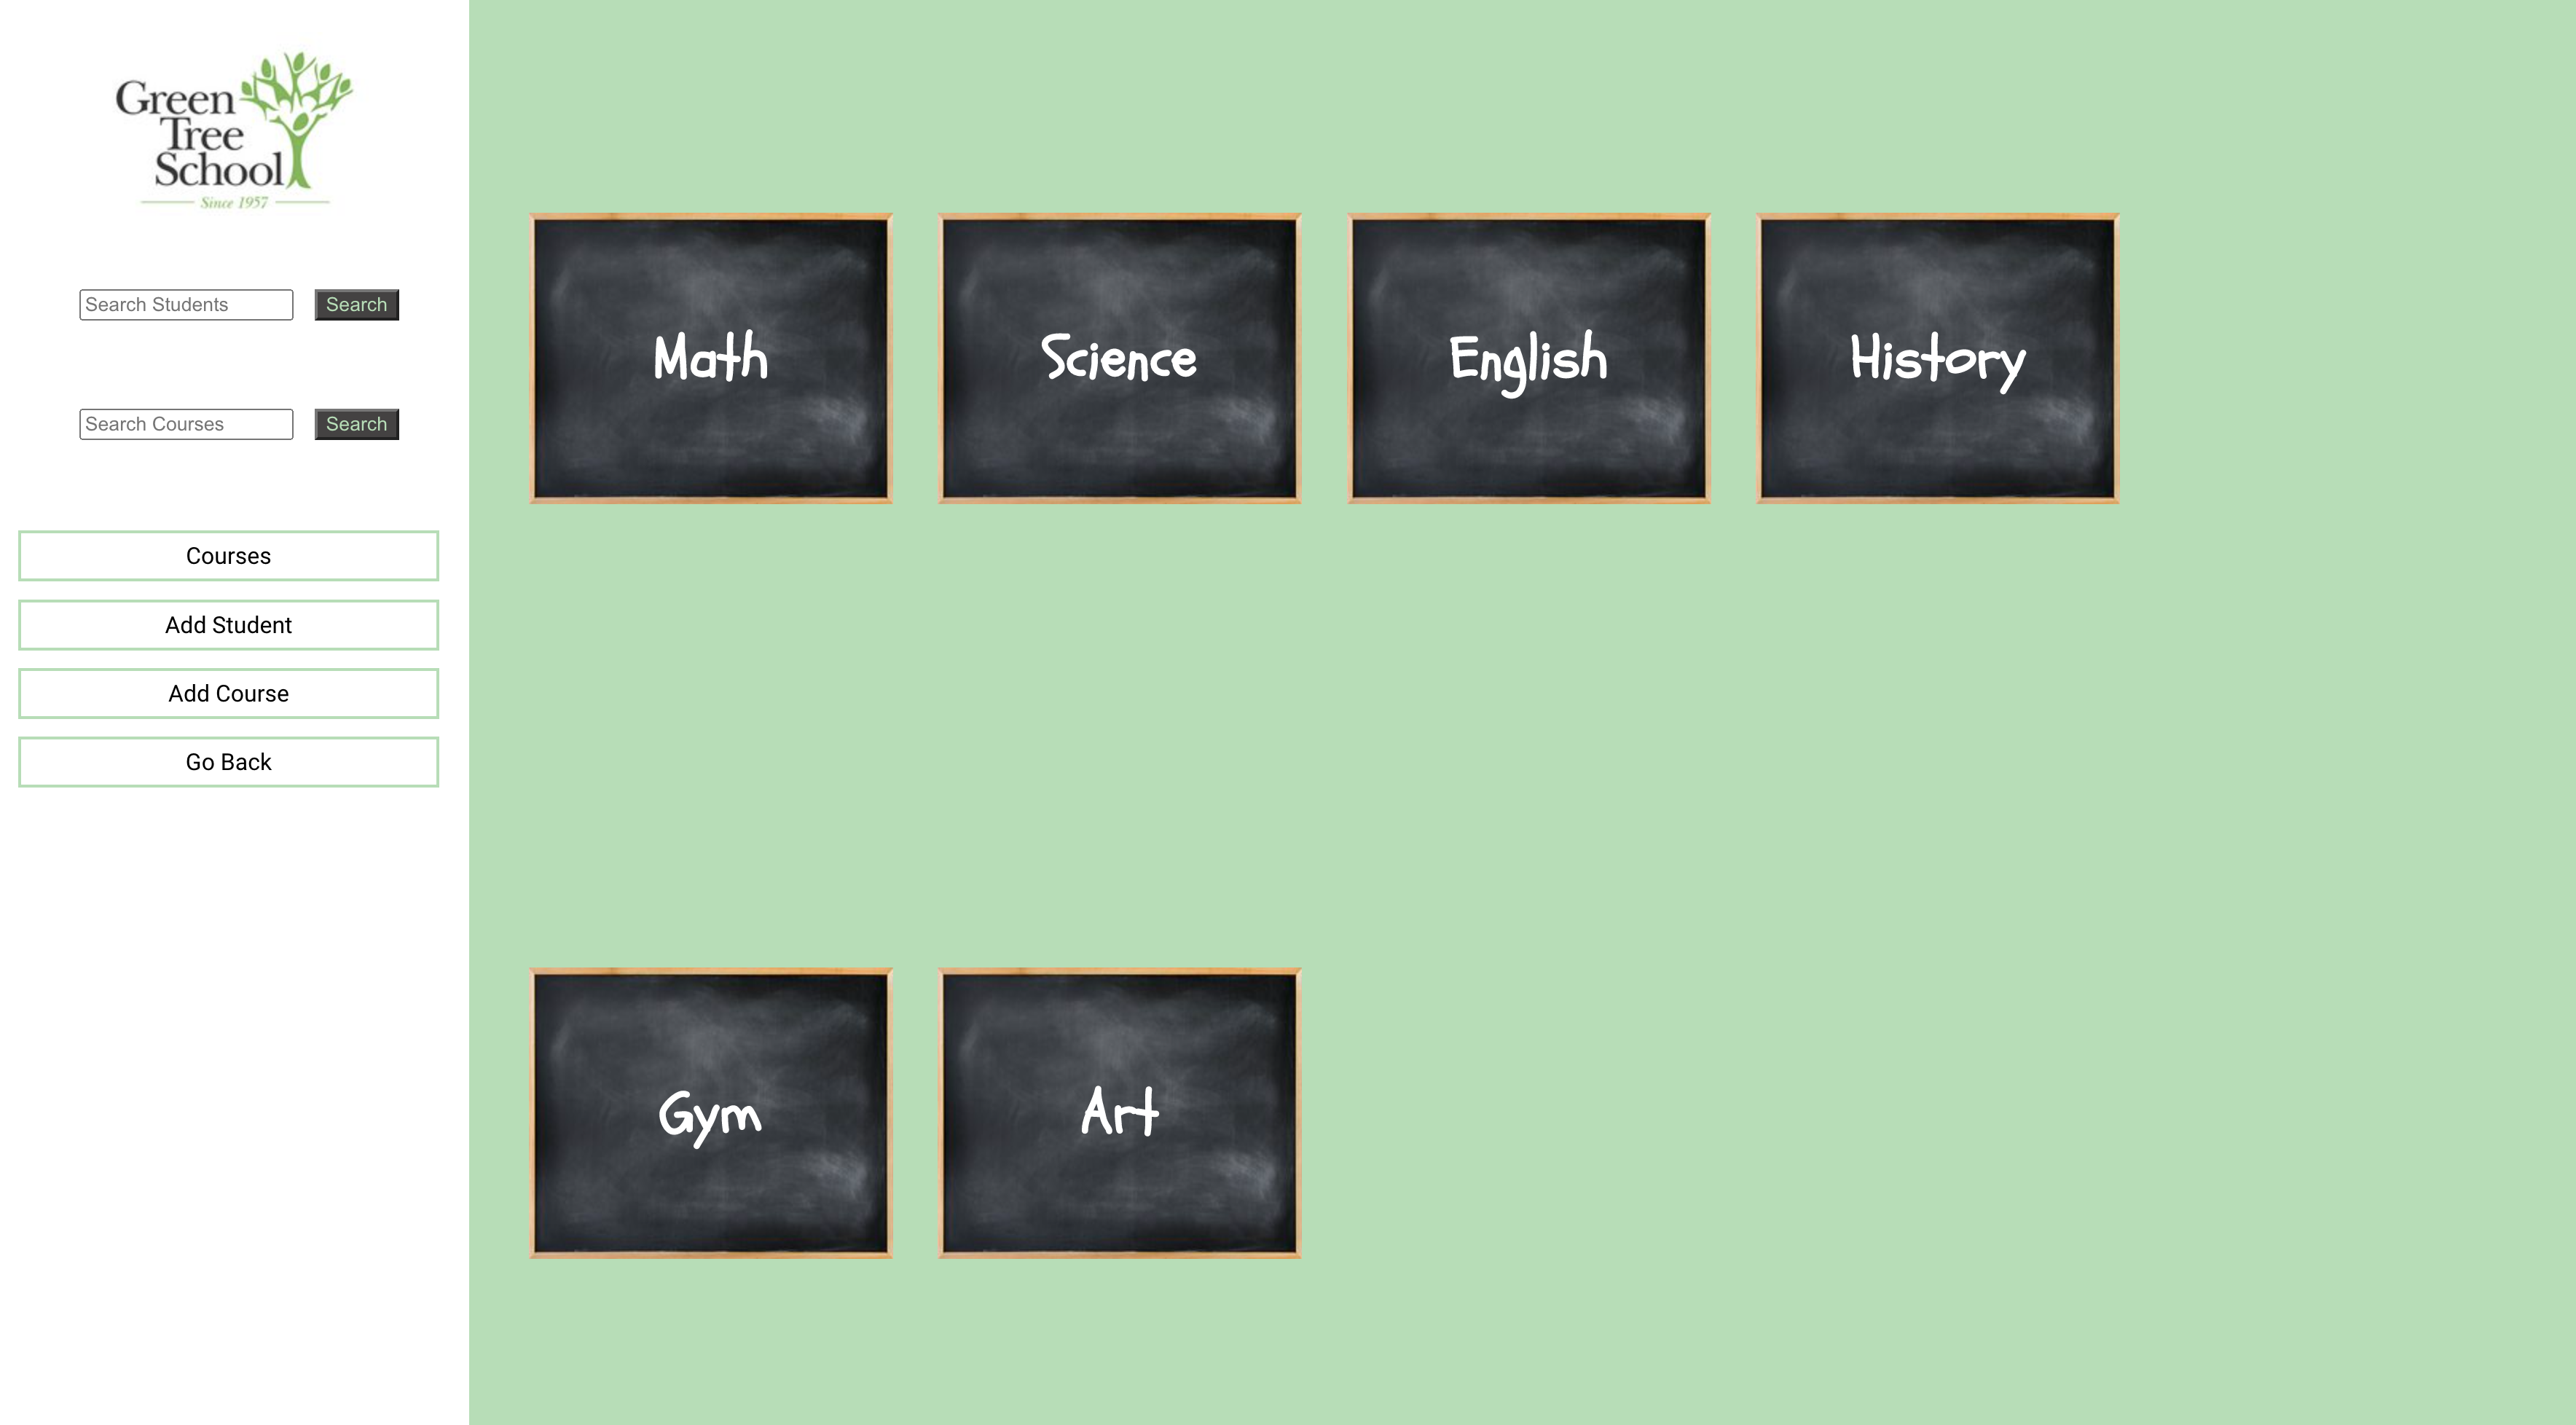 Green
Tree
School
Since 1957
Search Students
Search
Search Courses
Search
Courses
Add Student
Add Course
Go Back
Math
Science
English
History
Gym
Art